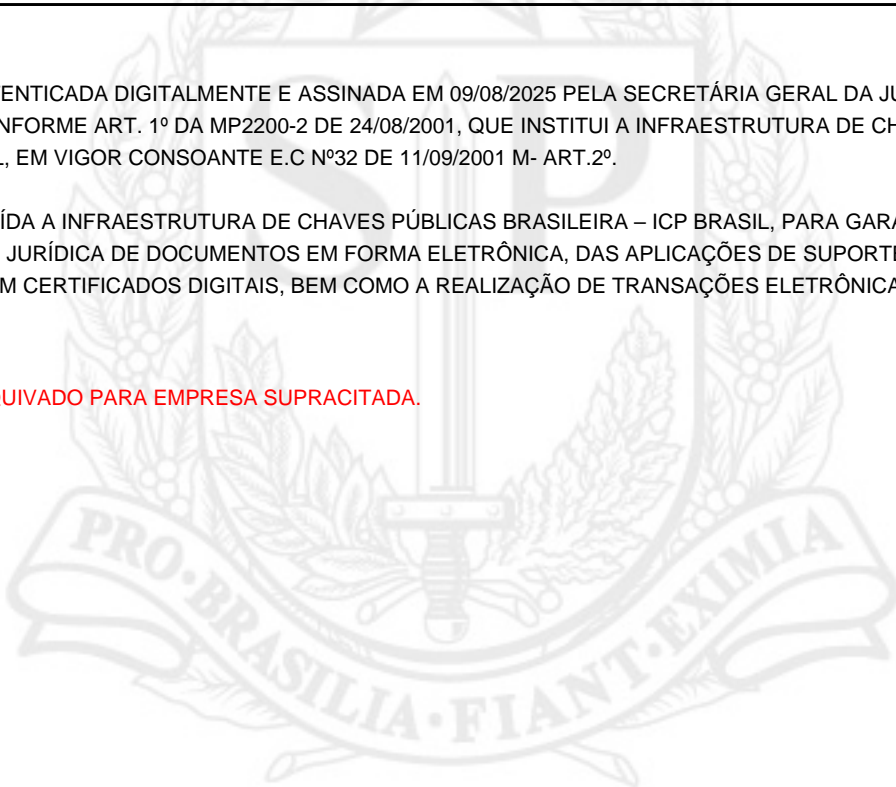 ENTICADA DIGITALMENTE E ASSINADA EM 09/08/2025 PELA SECRETÁRIA GERAL DA JU
NFORME ART. 1º DA MP2200-2 DE 24/08/2001, QUE INSTITUI A INFRAESTRUTURA DE CH
L, EM VIGOR CONSOANTE E.C Nº32 DE 11/09/2001 M- ART.2º.
ÍDA A INFRAESTRUTURA DE CHAVES PÚBLICAS BRASILEIRA – ICP BRASIL, PARA GARA
JURÍDICA DE DOCUMENTOS EM FORMA ELETRÔNICA, DAS APLICAÇÕES DE SUPORTE
M CERTIFICADOS DIGITAIS, BEM COMO A REALIZAÇÃO DE TRANSAÇÕES ELETRÔNICA
UIVADO PARA EMPRESA SUPRACITADA.
SP
PRO·BRASILIA·FIANT·EXIMIA